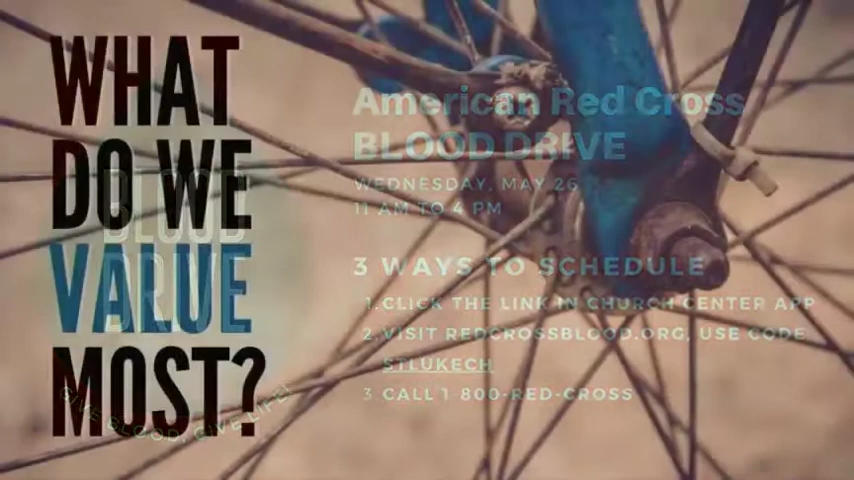 WHAT
DO WE
VALUE
MOST?
BLOOD
DRIVE
GIVE BLOOD, GIVE LIFE!
American Red Cross
BLOOD DRIVE
WEDNESDAY, MAY 26
11 AM TO 4 PM
3 WAYS TO SCHEDULE
1. CLICK THE LINK IN CHURCH CENTER APP
2. VISIT REDCROSSBLOOD.ORG, USE CODE
STLUKECH
3 CALL 1-800-RED-CROSS